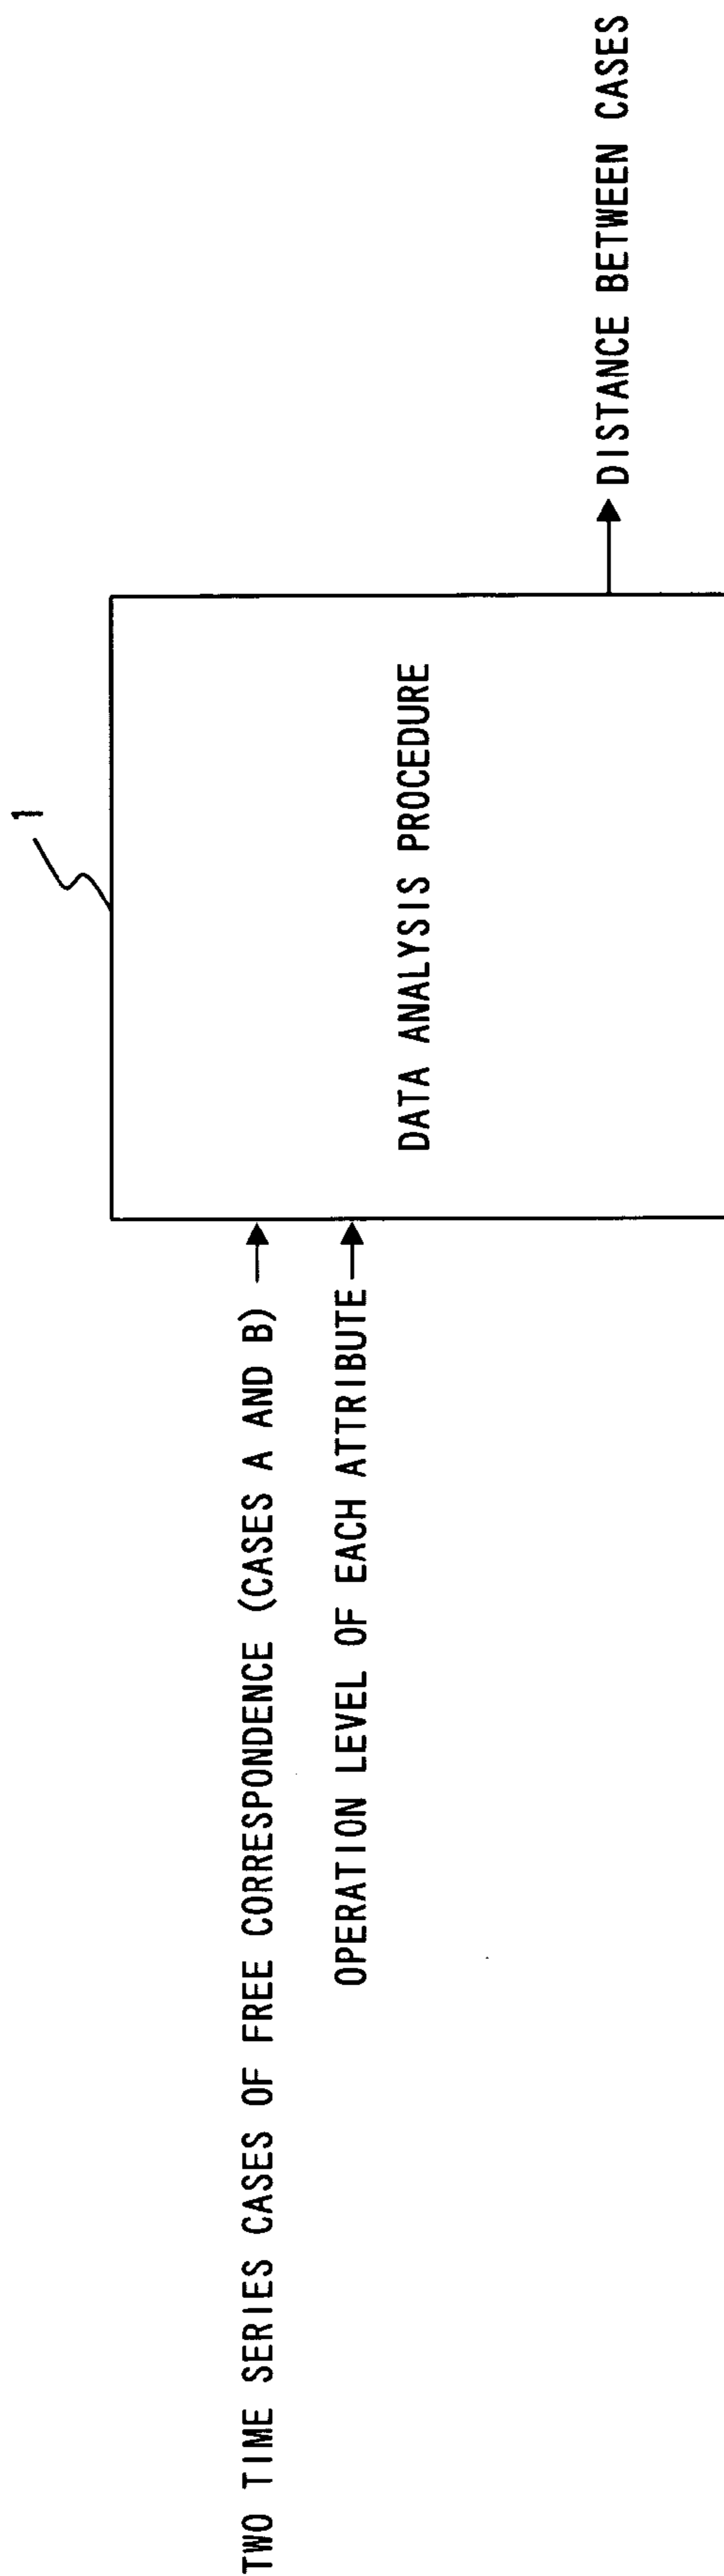 1
TWO TIME SERIES CASES OF FREE CORRESPONDENCE (CASES A AND B)
OPERATION LEVEL OF EACH ATTRIBUTE
DATA ANALYSIS PROCEDURE
DISTANCE BETWEEN CASES